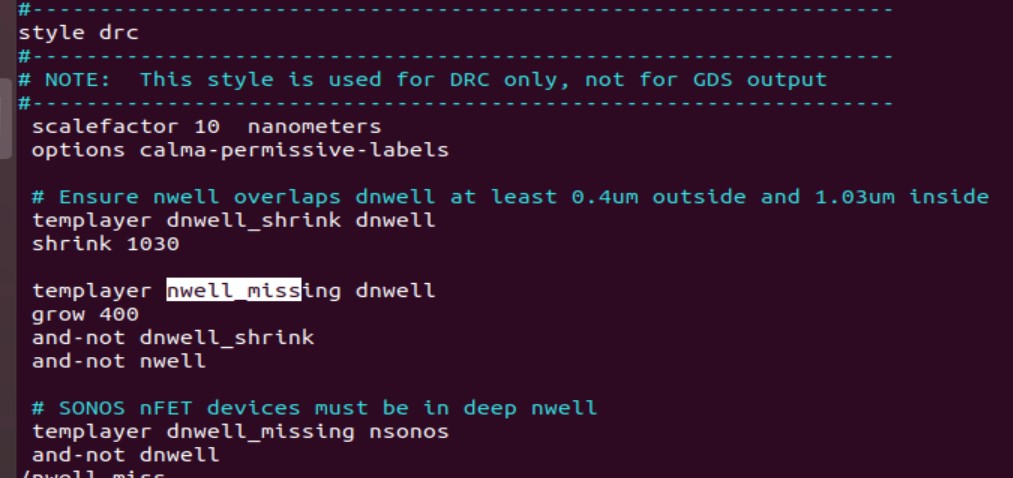 #----------------------------------------------------------------
style drc
#----------------------------------------------------------------
# NOTE:  This style is used for DRC only, not for GDS output
#----------------------------------------------------------------
scalefactor 10  nanometers
options calma-permissive-labels
# Ensure nwell overlaps dnwell at least 0.4um outside and 1.03um inside
templayer dnwell_shrink dnwell
shrink 1030
templayer nwell_missing dnwell
grow 400
and-not dnwell_shrink
and-not nwell
# SONOS nFET devices must be in deep nwell
templayer dnwell_missing nsonos
and-not dnwell
/nwell_miss